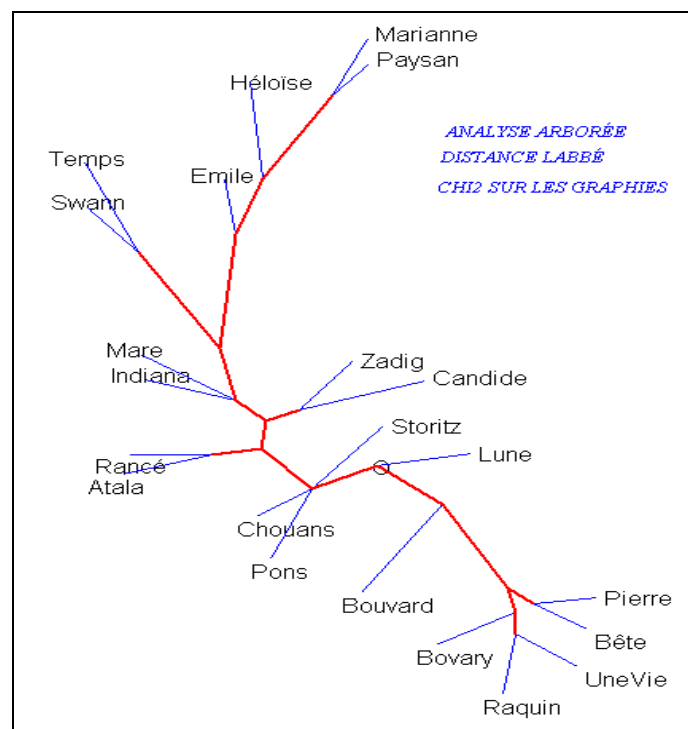 Marianne
Paysan
Héloïse
ANALYSE ARBORÉE
DISTANCE LABBÉ
CHI2 SUR LES GRAPHIES
Temps
Emile
Swann
Mare
Indiana
Zadig
Candide
Storitz
Lune
Rancé
Atala
Chouans
Pons
Bouvard
Pierre
Bête
Bovary
UneVie
Raquin